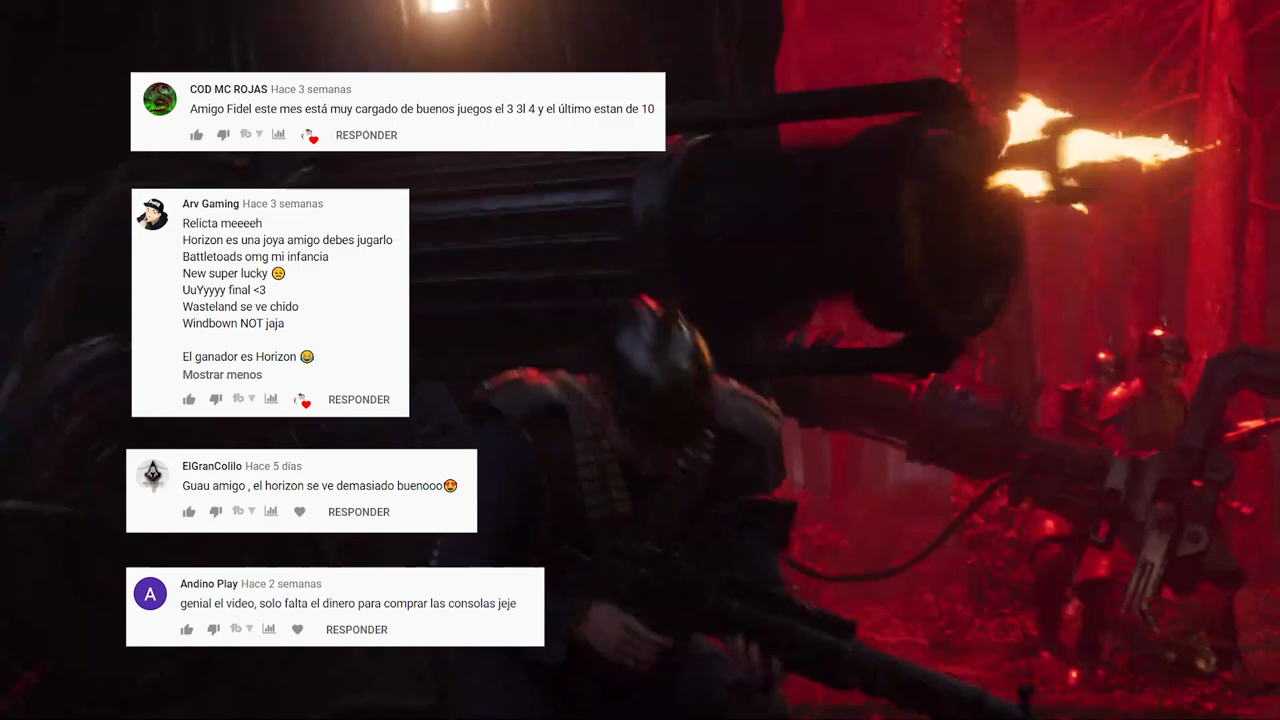 COD MC ROJAS Hace 3 semanas
Amigo Fidel este mes está muy cargado de buenos juegos el 3 3l 4 y el último estan de 10
tb RESPONDER
Arv Gaming Hace 3 semanas
Relicta meeeeh
Horizon es una joya amigo debes jugarlo
Battletoads omg mi infancia
New super lucky 😞
UuYyyyy final <3
Wasteland se ve chido
Windbown NOT jaja
El ganador es Horizon 😂
Mostrar menos
tb RESPONDER
ElGranColilo Hace 5 días
Guau amigo , el horizon se ve demasiado buenooo😍
tb RESPONDER
A
Andino Play Hace 2 semanas
genial el video, solo falta el dinero para comprar las consolas jeje
tb RESPONDER